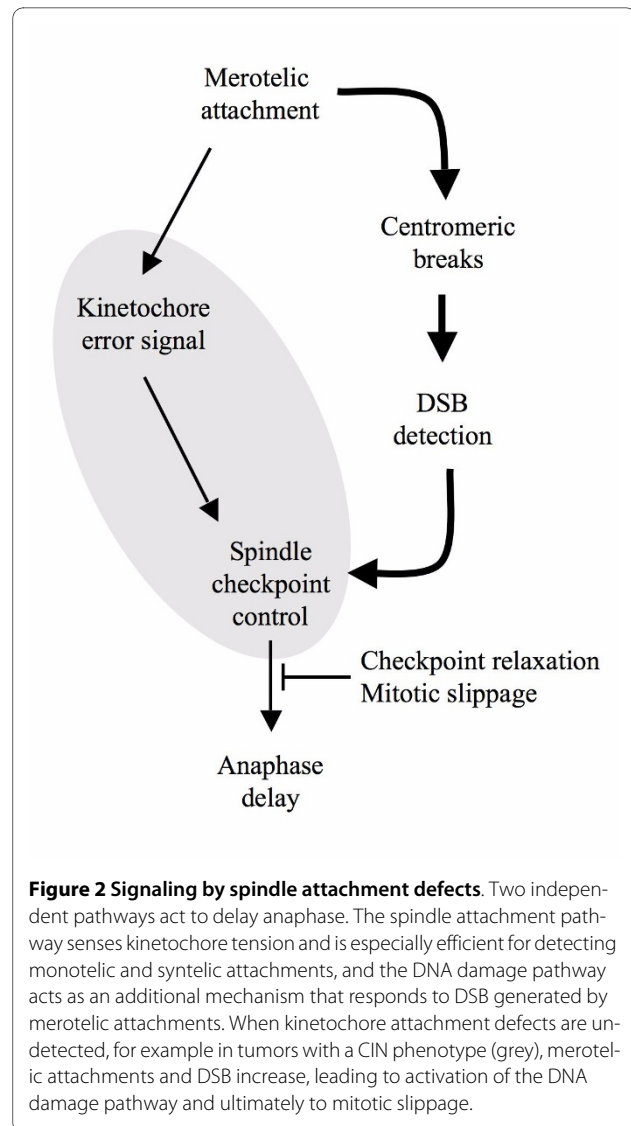 Merotelic
attachment
Centromeric
breaks
Kinetochore
error signal
DSB
detection
Spindle
checkpoint
control
Checkpoint relaxation
Mitotic slippage
Anaphase
delay
Figure 2 Signaling by spindle attachment defects. Two indepen-
dent pathways act to delay anaphase. The spindle attachment path-
way senses kinetochore tension and is especially efficient for detecting
monotelic and syntelic attachments, and the DNA damage pathway
acts as an additional mechanism that responds to DSB generated by
merotelic attachments. When kinetochore attachment defects are un-
detected, for example in tumors with a CIN phenotype (grey), merotel-
ic attachments and DSB increase, leading to activation of the DNA
damage pathway and ultimately to mitotic slippage.